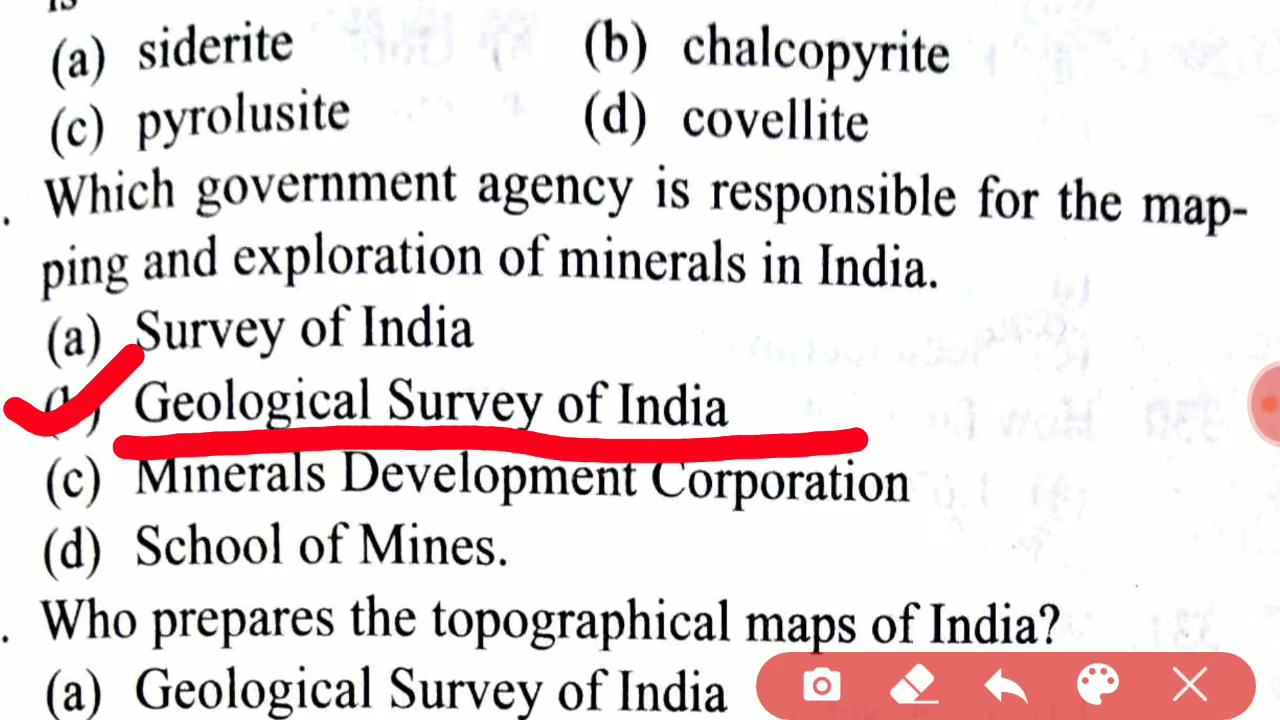 is
(a) siderite (b) chalcopyrite
(c) pyrolusite (d) covellite
. Which government agency is responsible for the map-
ping and exploration of minerals in India.
(a) Survey of India
(b) Geological Survey of India
(c) Minerals Development Corporation
(d) School of Mines.
. Who prepares the topographical maps of India?
(a) Geological Survey of India